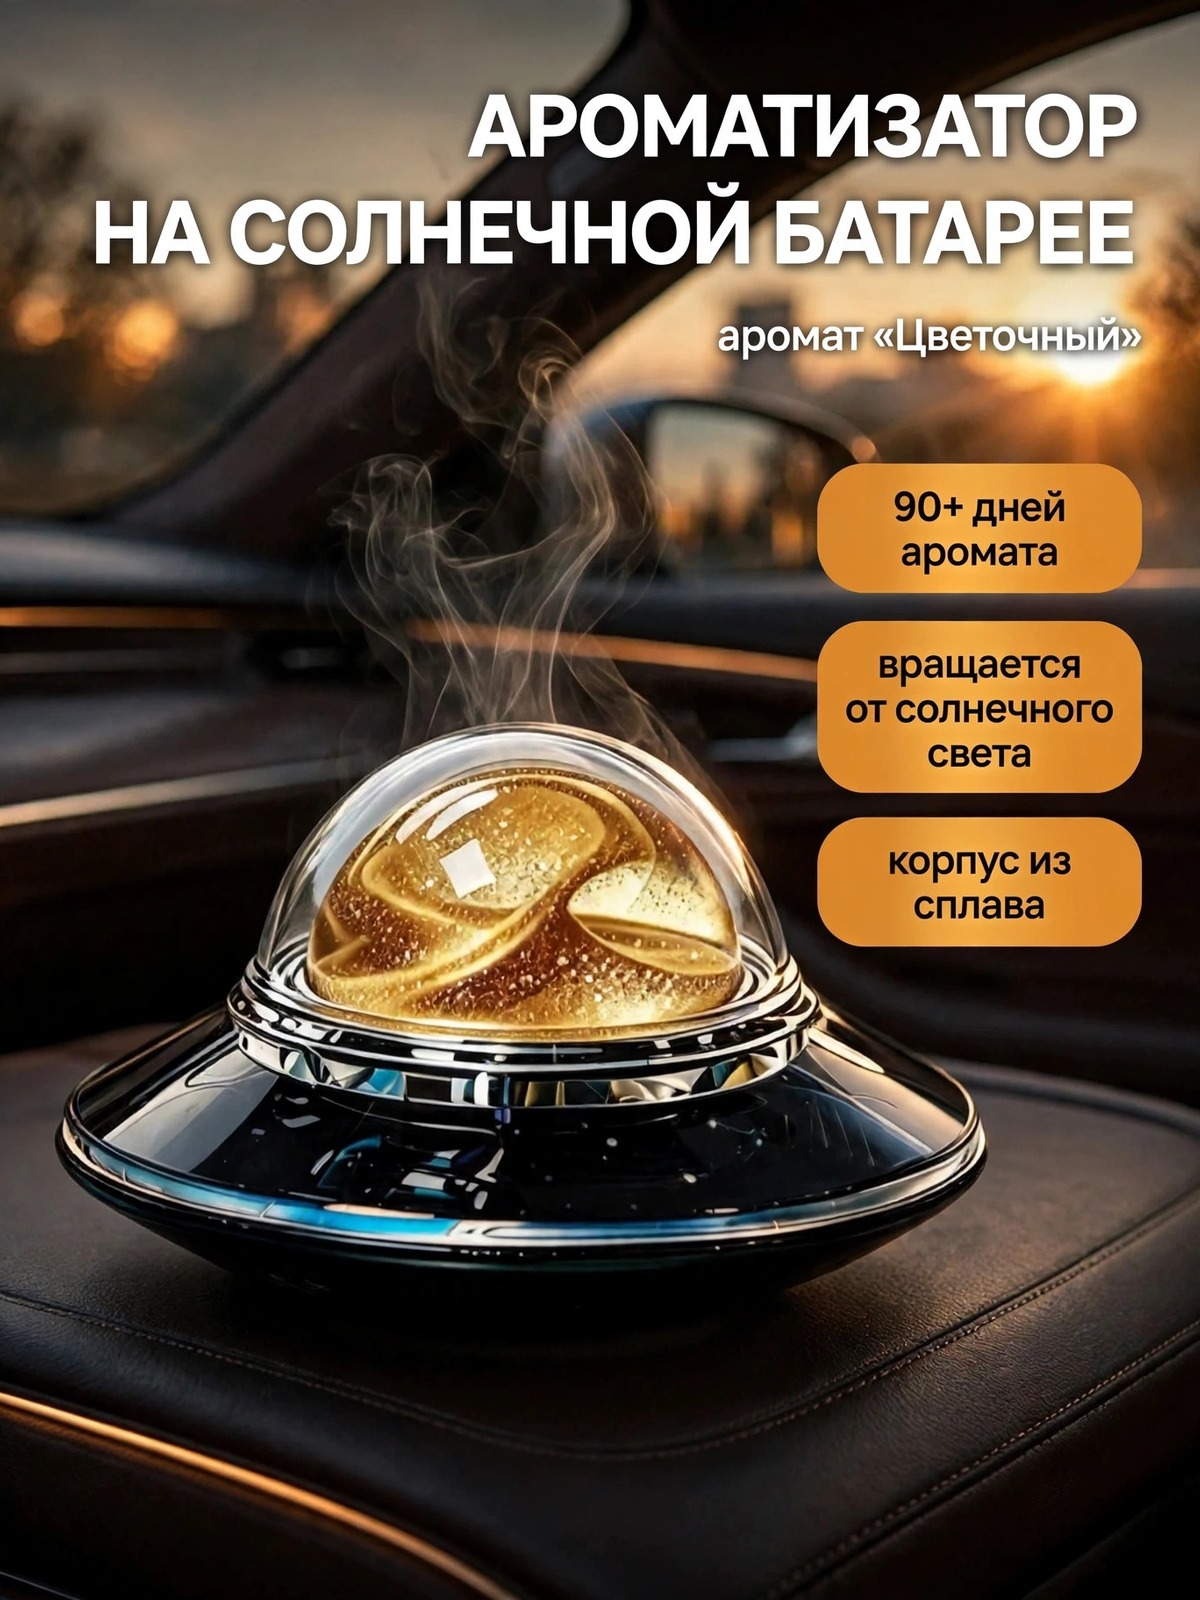 АРОМАТИЗАТОР
НА СОЛНЕЧНОЙ БАТАРЕЕ
аромат «Цветочный»
90+ дней
аромата
вращается
от солнечного
света
корпус из
сплава